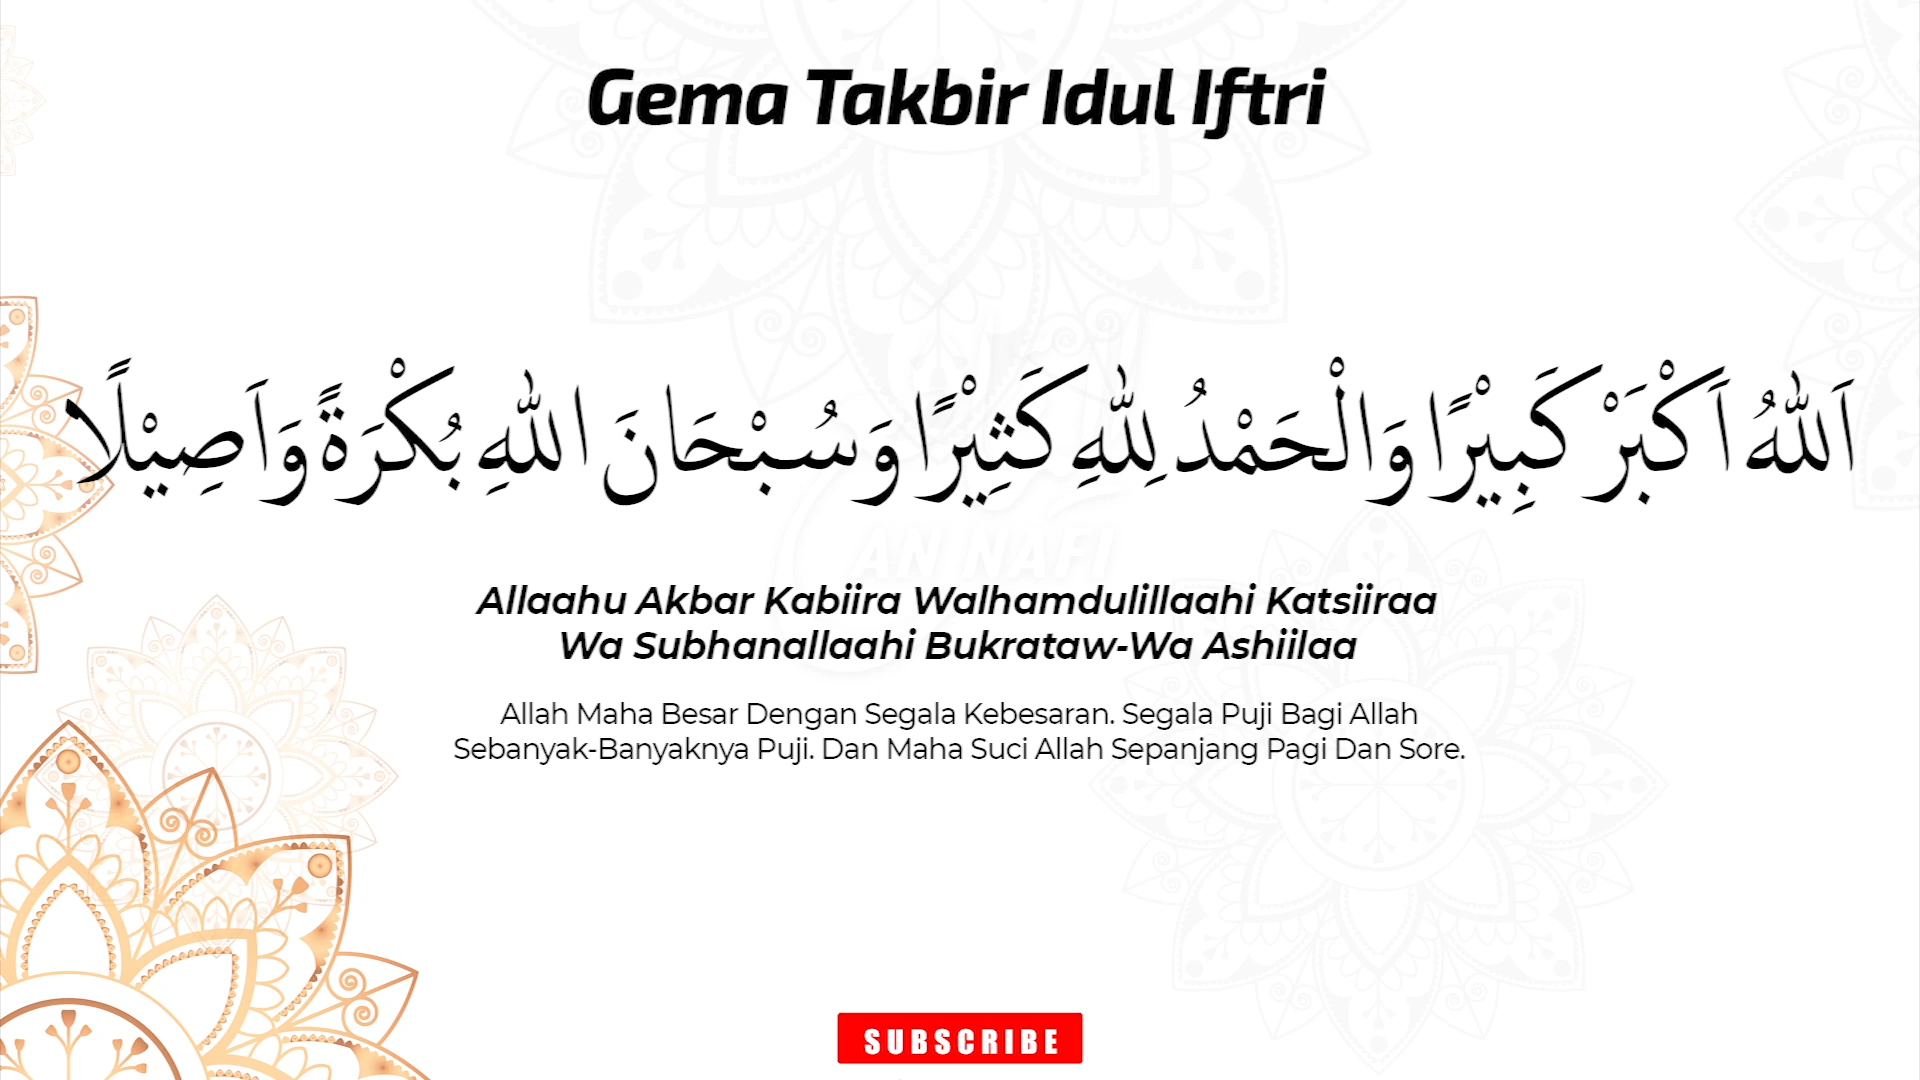 Gema Takbir Idul Iftri
اَللهُ اَكْبَرْ كَبِيْرًا وَالْحَمْدُ لِلّٰهِ كَثِيْرًا وَسُبْحَانَ اللهِ بُكْرَةً وَاَصِيْلًا
AN NAFI
Allaahu Akbar Kabiira Walhamdulillaahi Katsiiraa
Wa Subhanallaahi Bukrataw-Wa Ashiilaa
Allah Maha Besar Dengan Segala Kebesaran. Segala Puji Bagi Allah
Sebanyak-Banyaknya Puji. Dan Maha Suci Allah Sepanjang Pagi Dan Sore.
SUBSCRIBE